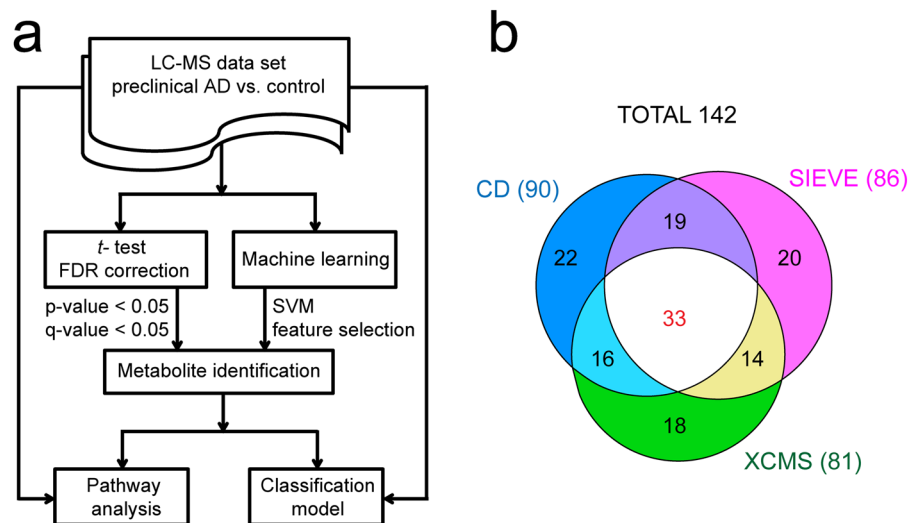 a
LC-MS data set
preclinical AD vs. control
t- test
FDR correction
Machine learning
p-value < 0.05
q-value < 0.05
SVM
feature selection
Metabolite identification
Pathway
analysis
Classification
model
b
TOTAL 142
CD (90)
SIEVE (86)
19
22
20
33
16
14
18
XCMS (81)